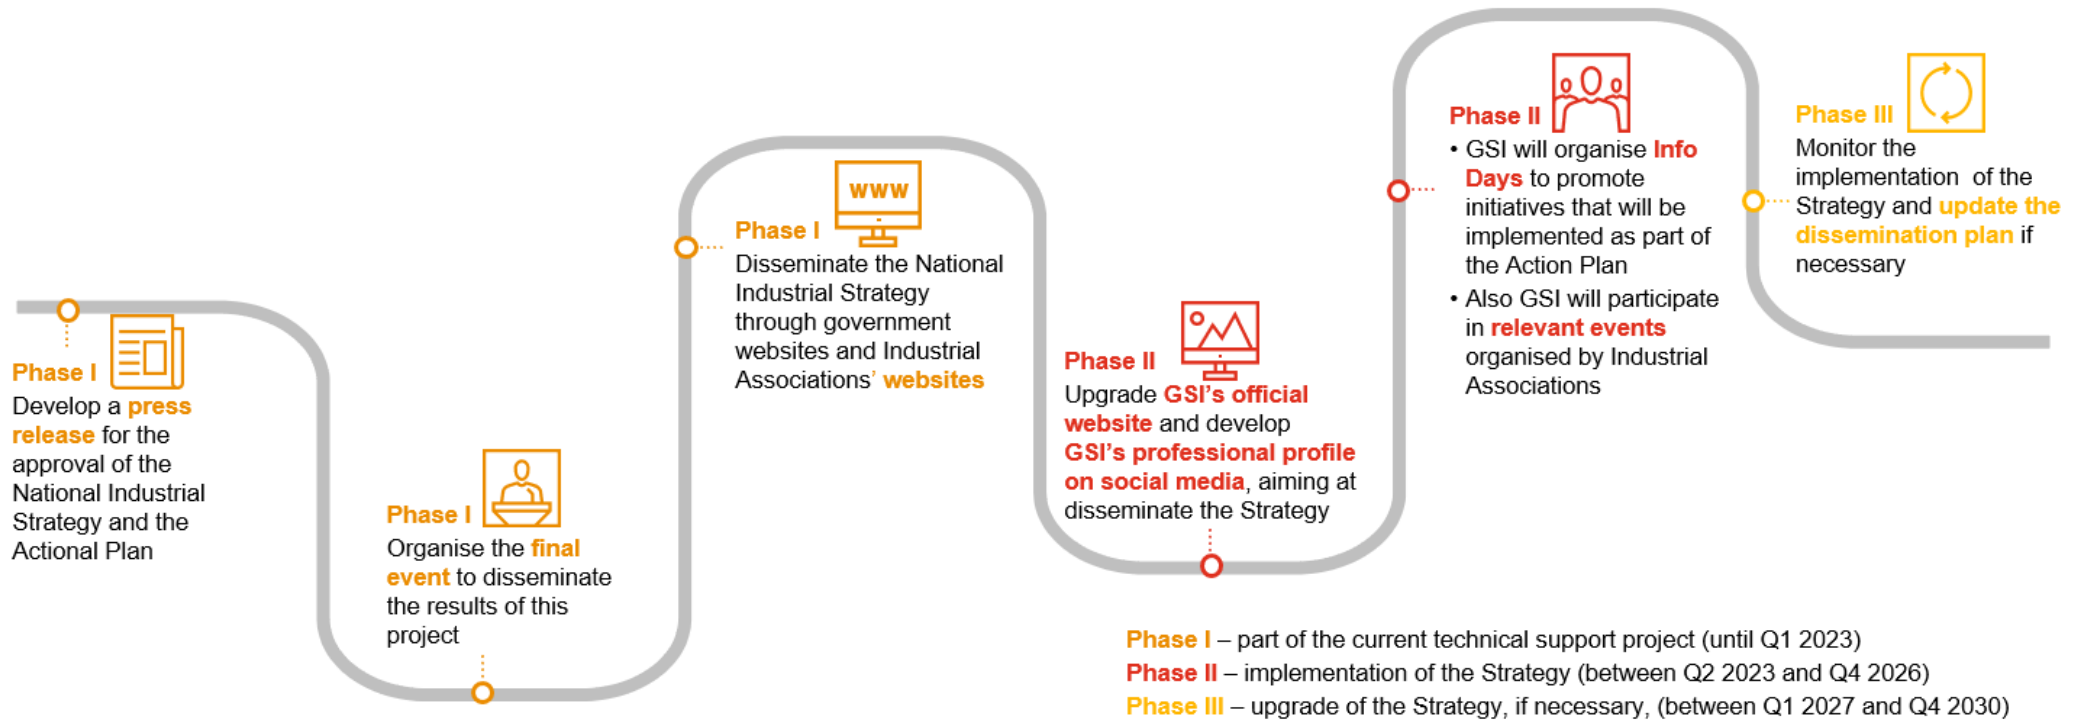 Phase I
Develop a press
release for the
approval of the
National Industrial
Strategy and the
Actional Plan
Phase I
Organise the final
event to disseminate
the results of this
project
www
Phase I
Disseminate the National
Industrial Strategy
through government
websites and Industrial
Associations’ websites
Phase II
Upgrade GSI’s official
website and develop
GSI’s professional profile
on social media, aiming at
disseminate the Strategy
Phase II
• GSI will organise Info
Days to promote
initiatives that will be
implemented as part of
the Action Plan
• Also GSI will participate
in relevant events
organised by Industrial
Associations
Phase III
Monitor the
implementation of the
Strategy and update the
dissemination plan if
necessary
Phase I – part of the current technical support project (until Q1 2023)
Phase II – implementation of the Strategy (between Q2 2023 and Q4 2026)
Phase III – upgrade of the Strategy, if necessary, (between Q1 2027 and Q4 2030)